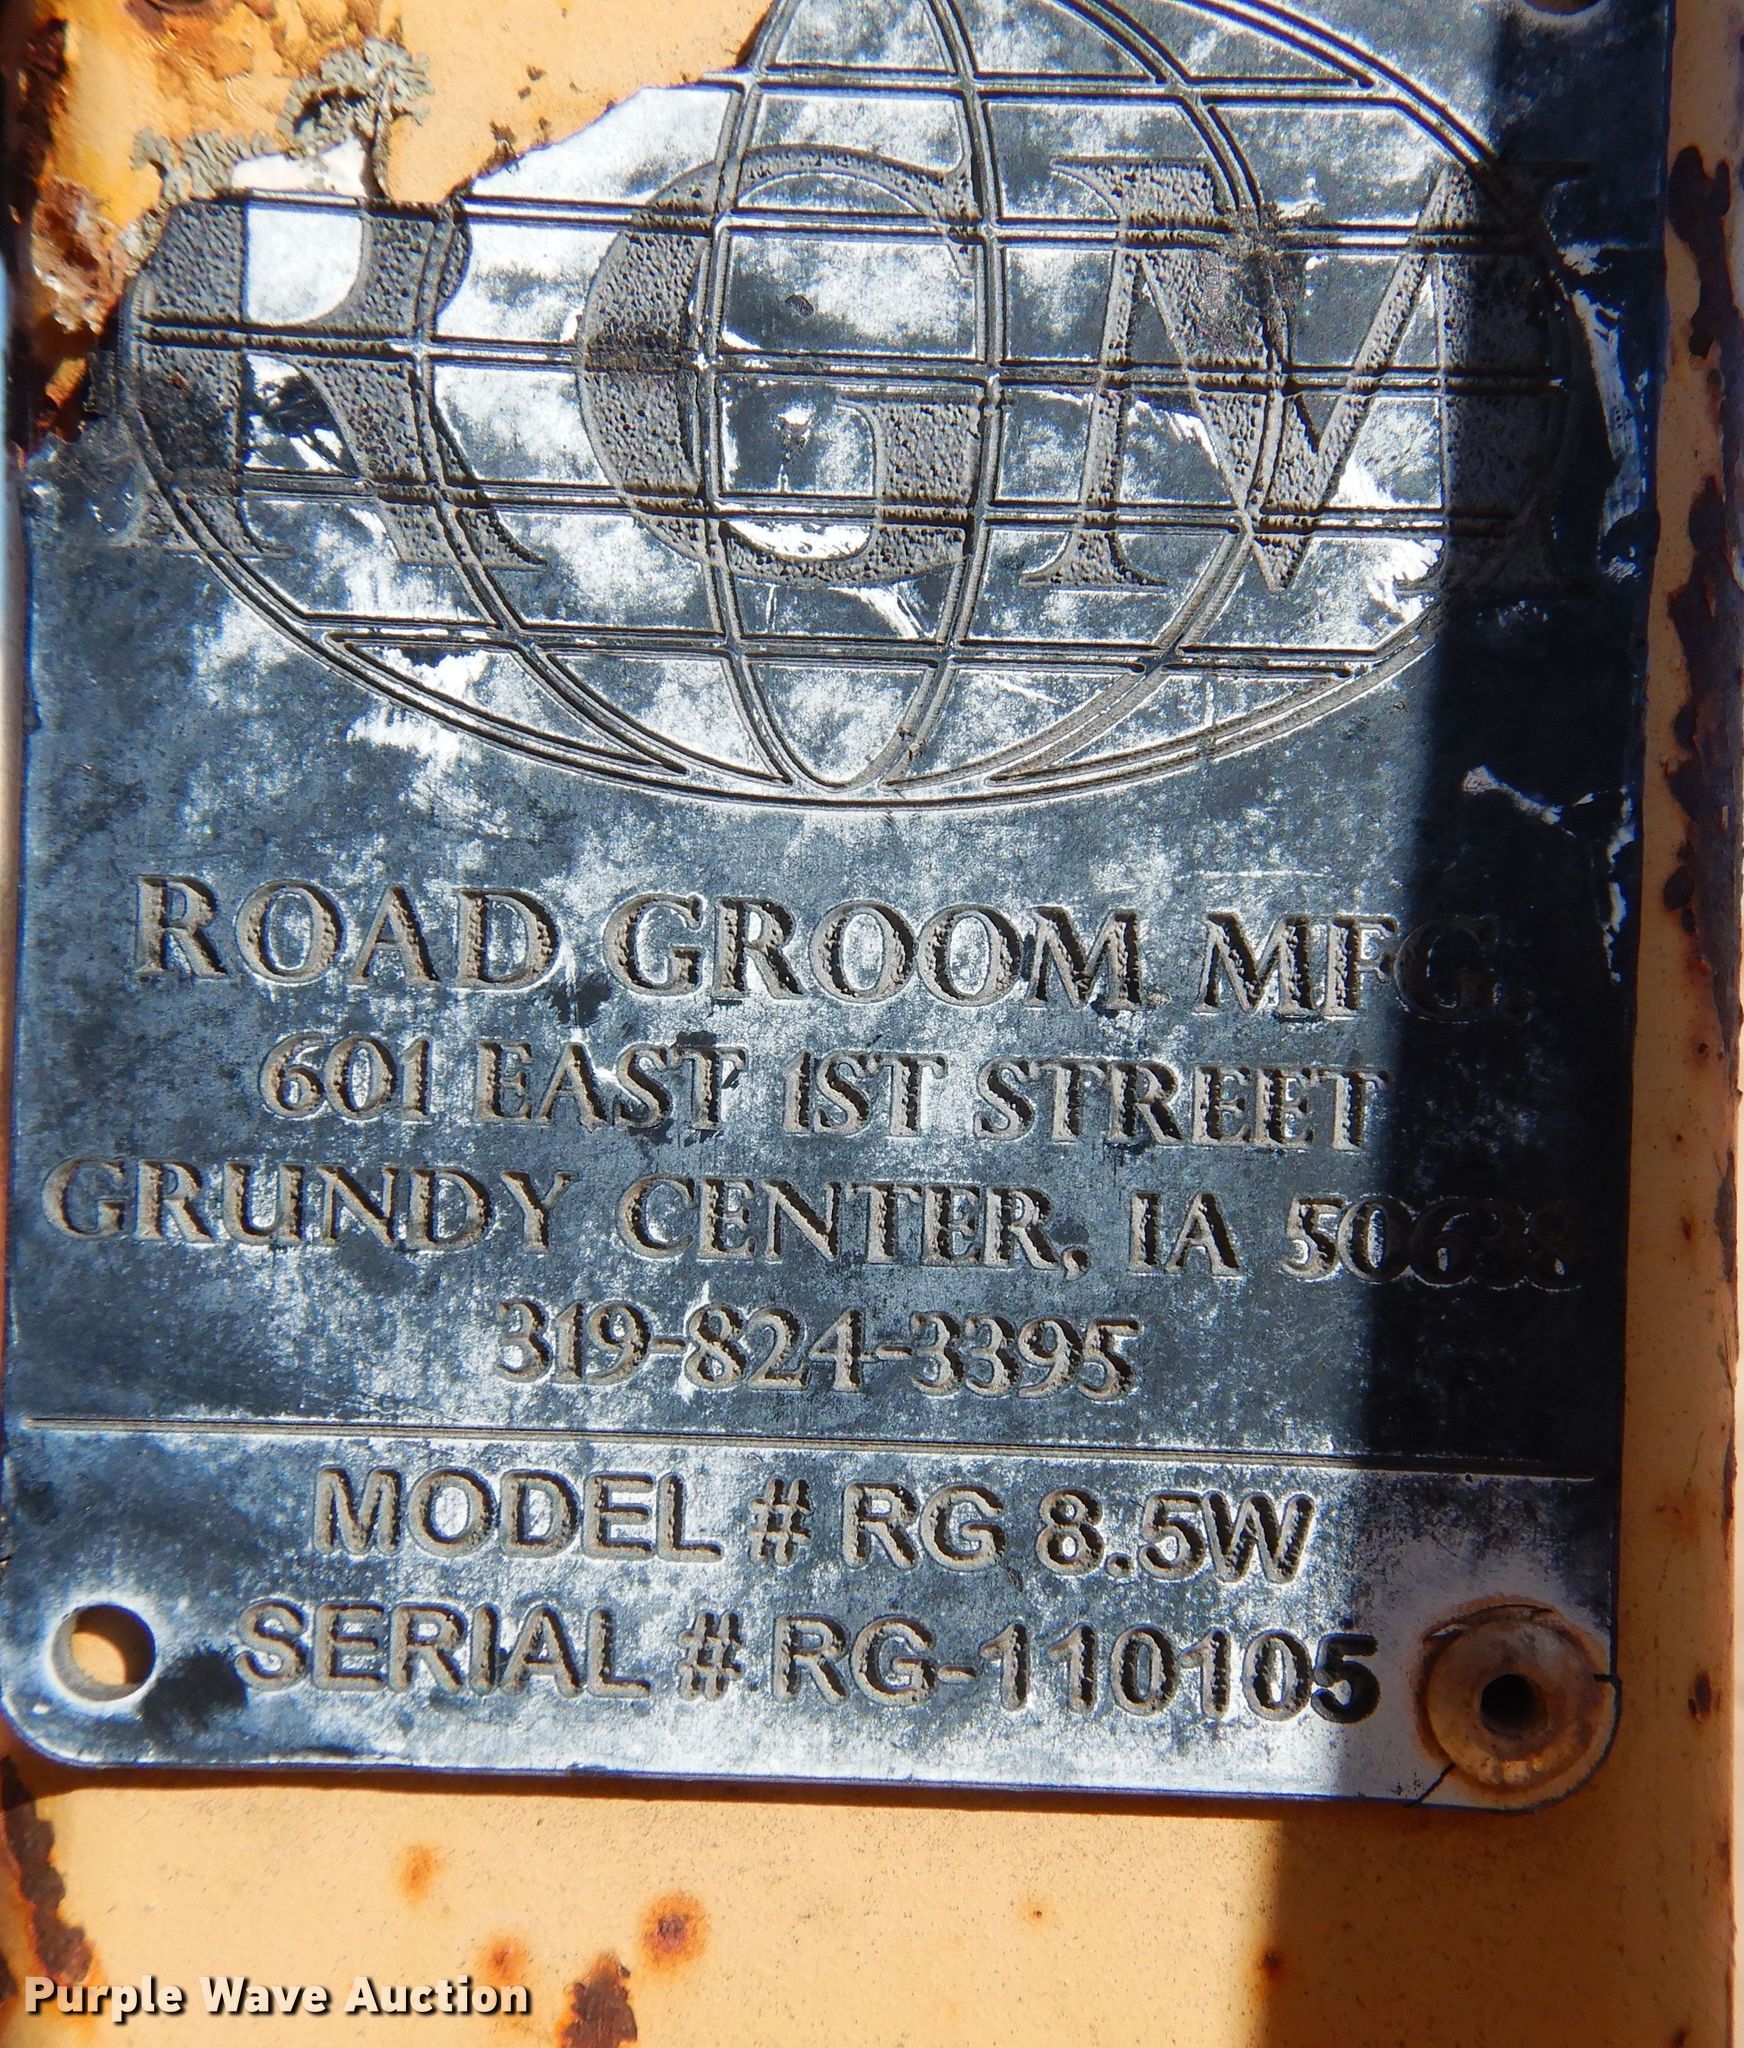 RGM
ROAD GROOM MFG.
601 EAST 1ST STREET
GRUNDY CENTER, IA 50638
319-824-3395
MODEL # RG 8.5W
SERIAL # RG-110105
Purple Wave Auction